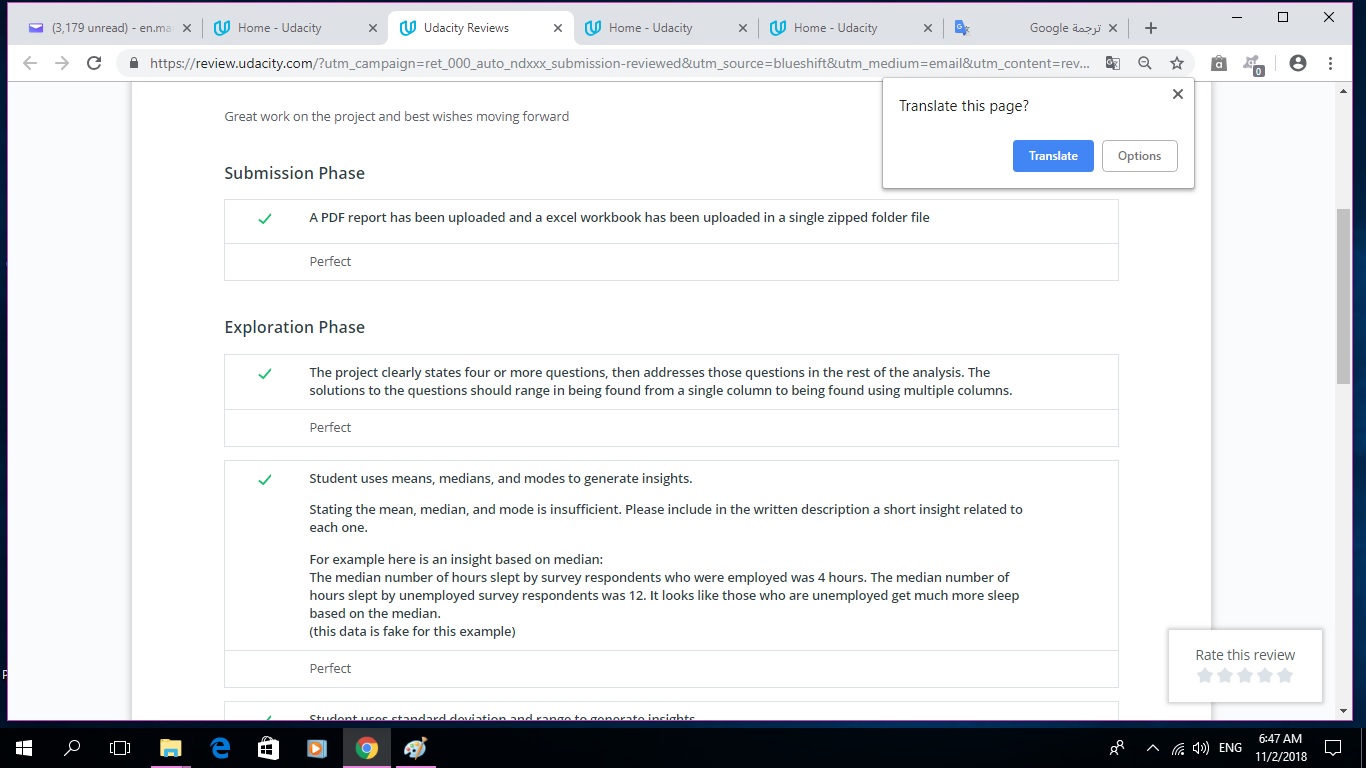 (3,179 unread) - en.ma
Home - Udacity
Udacity Reviews
Home - Udacity
Home - Udacity
ترجمة Google
https://review.udacity.com/?utm_campaign=ret_000_auto_ndxxx_submission-reviewed&utm_source=blueshift&utm_medium=email&utm_content=rev...
0
Translate this page?
Translate
Options
Great work on the project and best wishes moving forward
Submission Phase
A PDF report has been uploaded and a excel workbook has been uploaded in a single zipped folder file
Perfect
Exploration Phase
The project clearly states four or more questions, then addresses those questions in the rest of the analysis. The
solutions to the questions should range in being found from a single column to being found using multiple columns.
Perfect
Student uses means, medians, and modes to generate insights.
Stating the mean, median, and mode is insufficient. Please include in the written description a short insight related to
each one.
For example here is an insight based on median:
The median number of hours slept by survey respondents who were employed was 4 hours. The median number of
hours slept by unemployed survey respondents was 12. It looks like those who are unemployed get much more sleep
based on the median.
(this data is fake for this example)
Perfect
Student uses standard deviation and range to generate insights
Rate this review
P
ENG
6:47 AM
11/2/2018